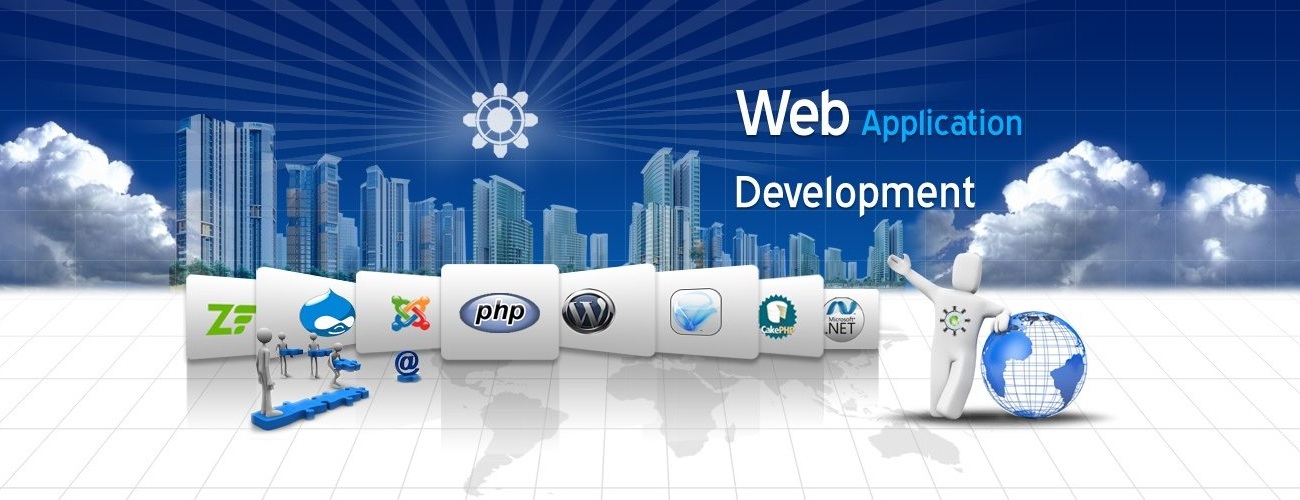 Web Application
Development
ZF
php
W
CakePHP
Microsoft®
.NET
@